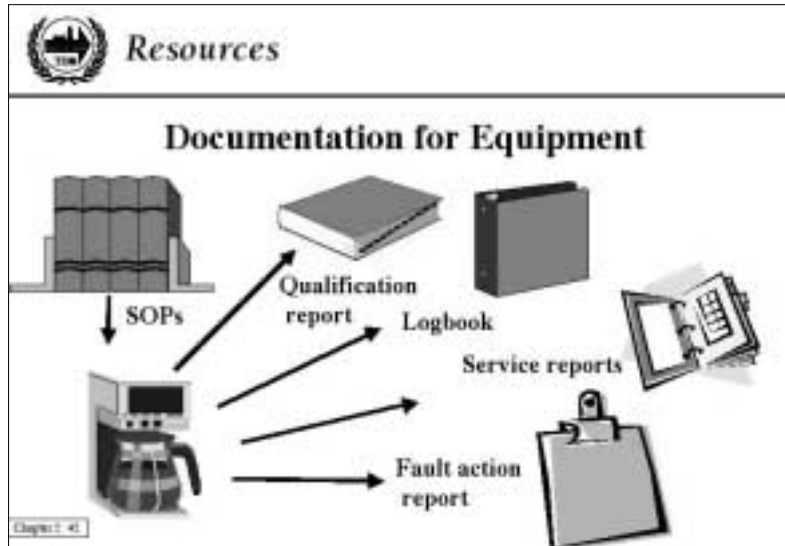 Resources
Documentation for Equipment
SOPs
Qualification
report
Logbook
Service reports
Fault action
report